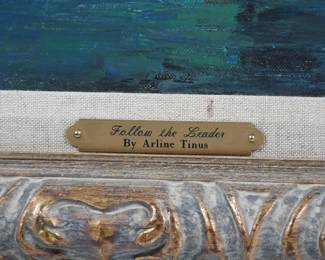 Follow the Leader
By Arline Tinus